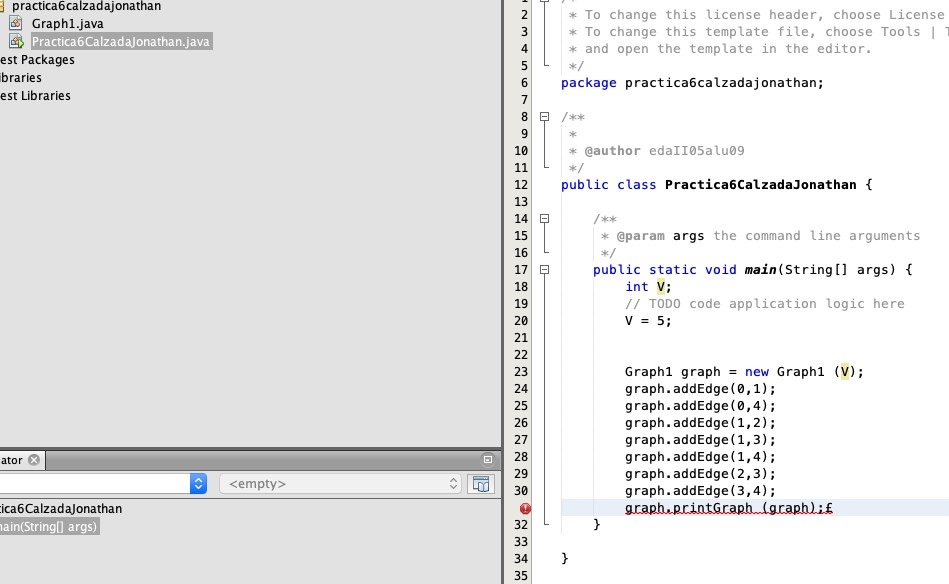 practica6calzadajonathan
Graph1.java
Practica6CalzadaJonathan.java
est Packages
ibraries
est Libraries
ator
<empty>
tica6CalzadaJonathan
nain(String[] args)
1 /*
2 * To change this license header, choose License
3 * To change this template file, choose Tools | T
4 * and open the template in the editor.
5 */
6 package practica6calzadajonathan;
7
8 /**
9 *
10 * @author edaII05alu09
11 */
12 public class Practica6CalzadaJonathan {
13
14 /**
15 * @param args the command line arguments
16 */
17 public static void main(String[] args) {
18 int V;
19 // TODO code application logic here
20 V = 5;
21
22
23 Graph1 graph = new Graph1 (V);
24 graph.addEdge(0,1);
25 graph.addEdge(0,4);
26 graph.addEdge(1,2);
27 graph.addEdge(1,3);
28 graph.addEdge(1,4);
29 graph.addEdge(2,3);
30 graph.addEdge(3,4);
graph.printGraph (graph);£
32 }
33
34 }
35